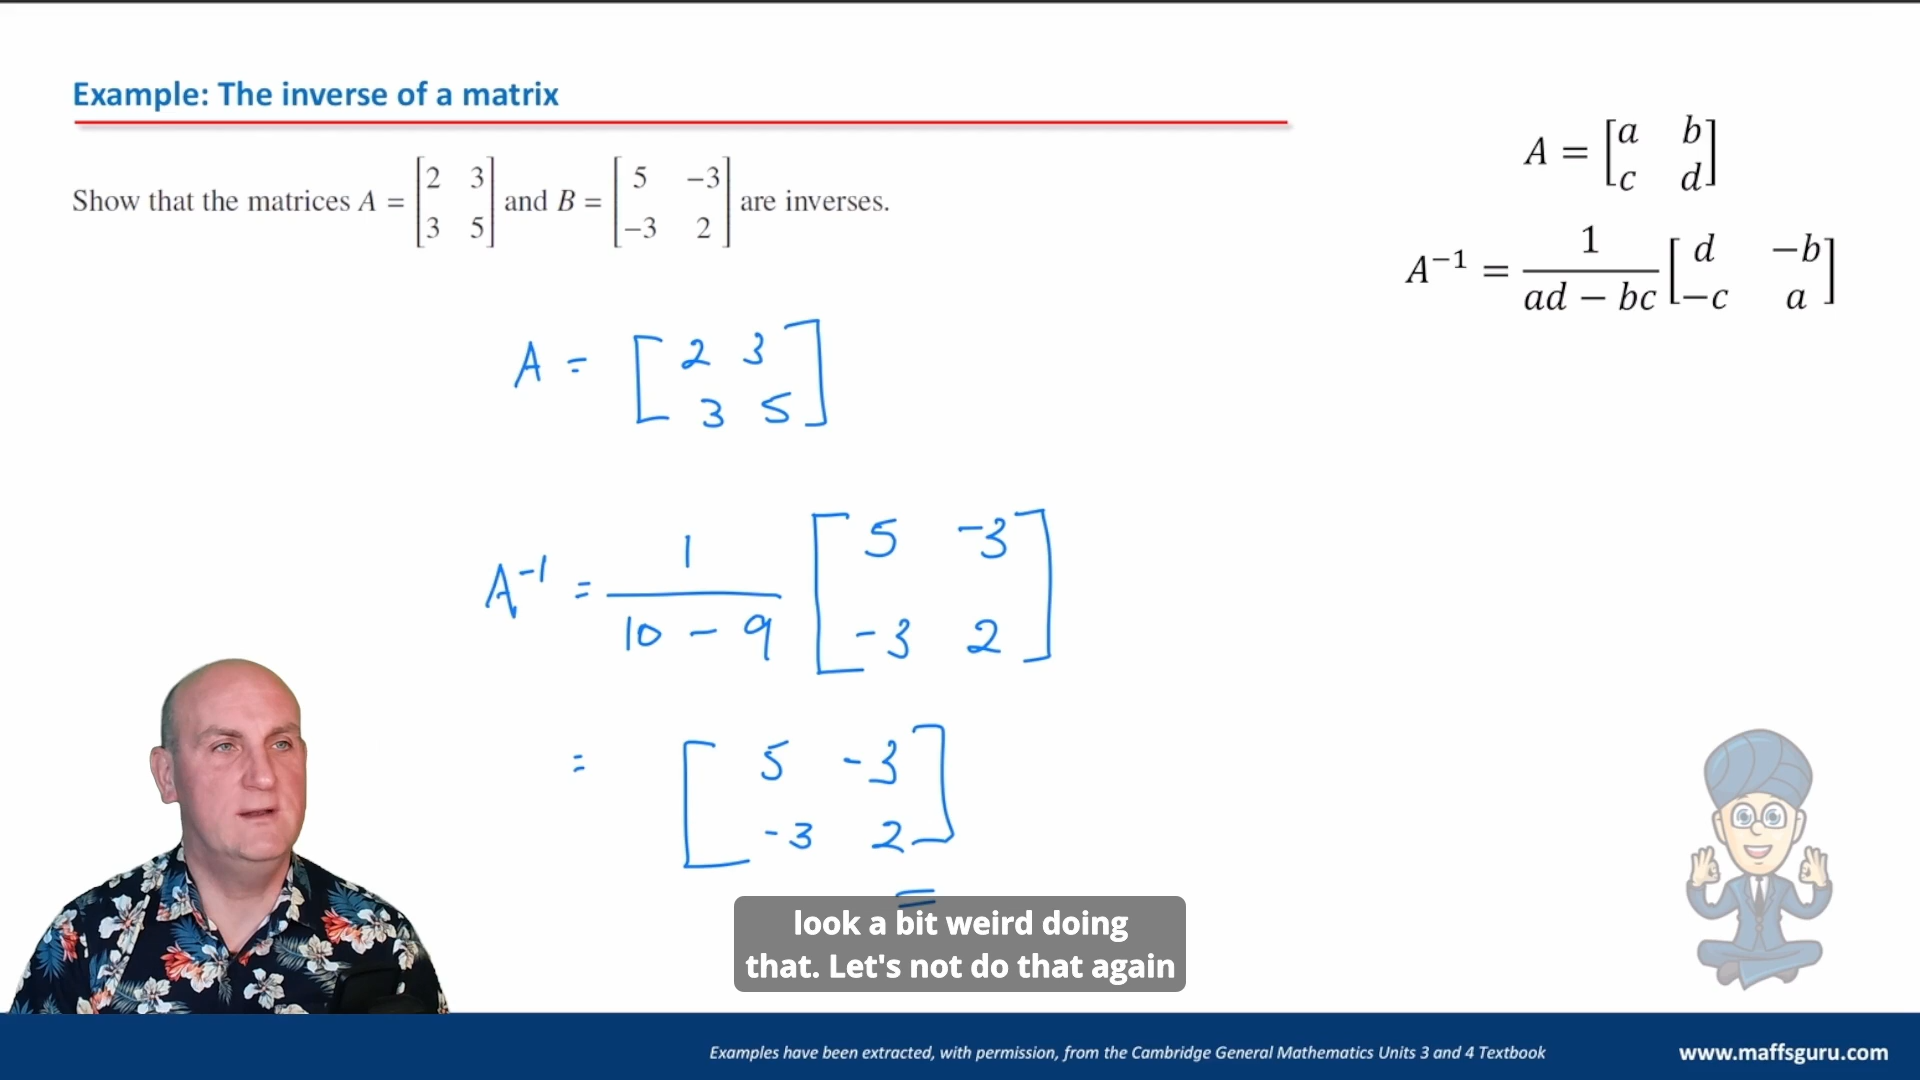 Example: The inverse of a matrix
Show that the matrices A = [2 3; 3 5] and B = [5 −3; −3 2] are inverses.
A = [a b; c d]
A⁻¹ = 1/(ad − bc) [d −b; −c a]
A = [2 3; 3 5]
A⁻¹ = 1/(10 − 9) [5 -3; -3 2]
= [5 -3; -3 2]
look a bit weird doing
that. Let's not do that again
Examples have been extracted, with permission, from the Cambridge General Mathematics Units 3 and 4 Textbook
www.maffsguru.com